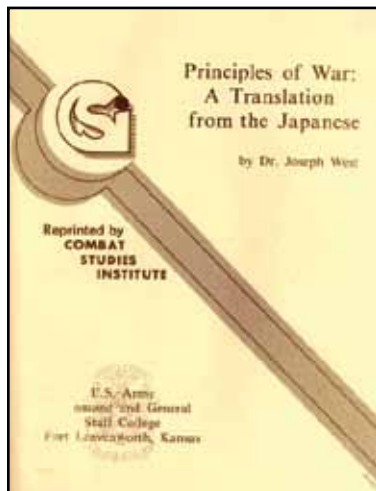 Principles of War:
A Translation
from the Japanese
by Dr. Joseph West
Reprinted by
COMBAT
STUDIES
INSTITUTE
U.S. Army
ommand and General
Staff College
Fort Leavenworth, Kansas